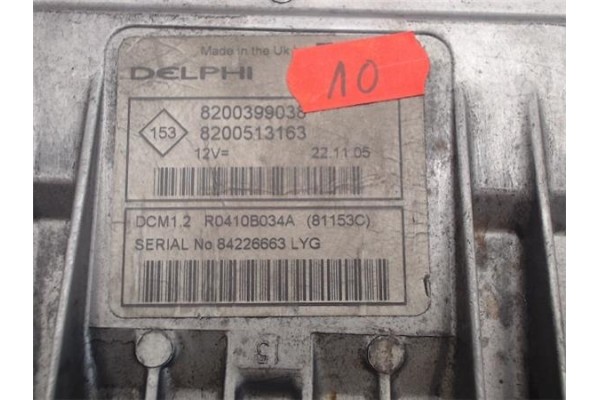 Made in the Uk
DELPHI
10
8200399038
153
8200513163
12V=
22.11.05
DCM1.2 R0410B034A (81153C)
SERIAL No 84226663 LYG